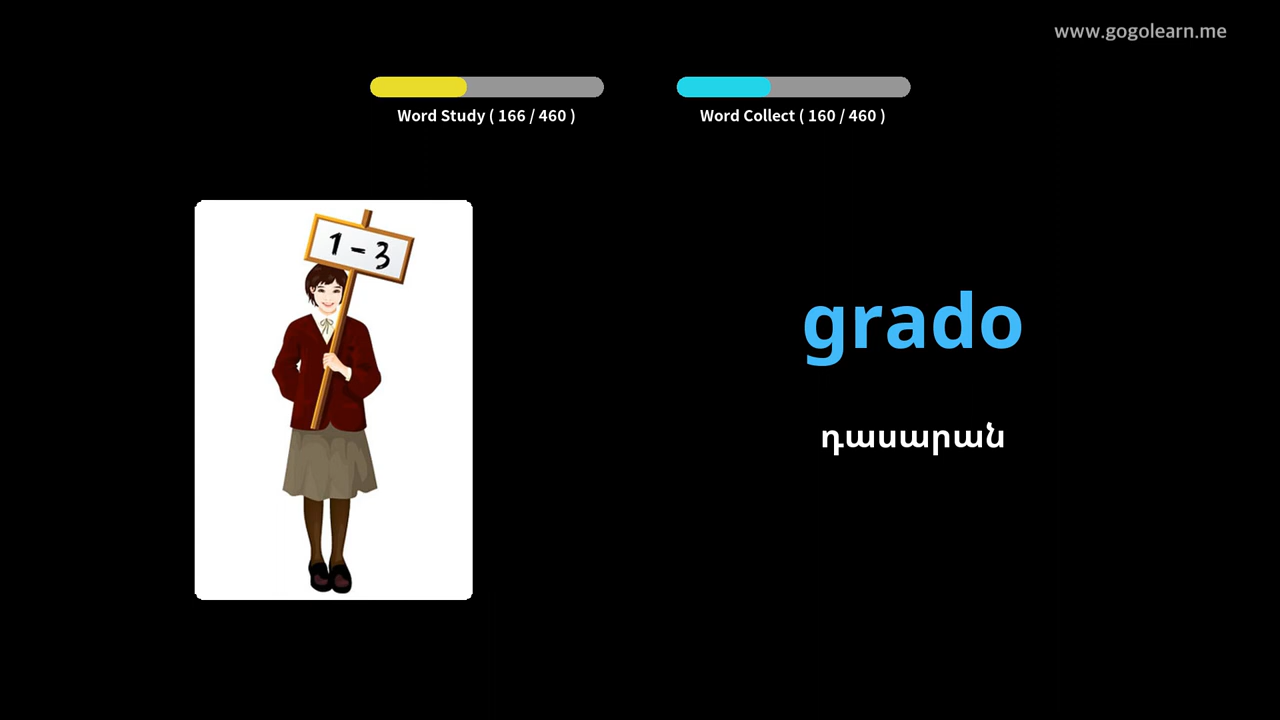 www.gogolearn.me
Word Study ( 166 / 460 )
Word Collect ( 160 / 460 )
1 - 3
grado
դասարան